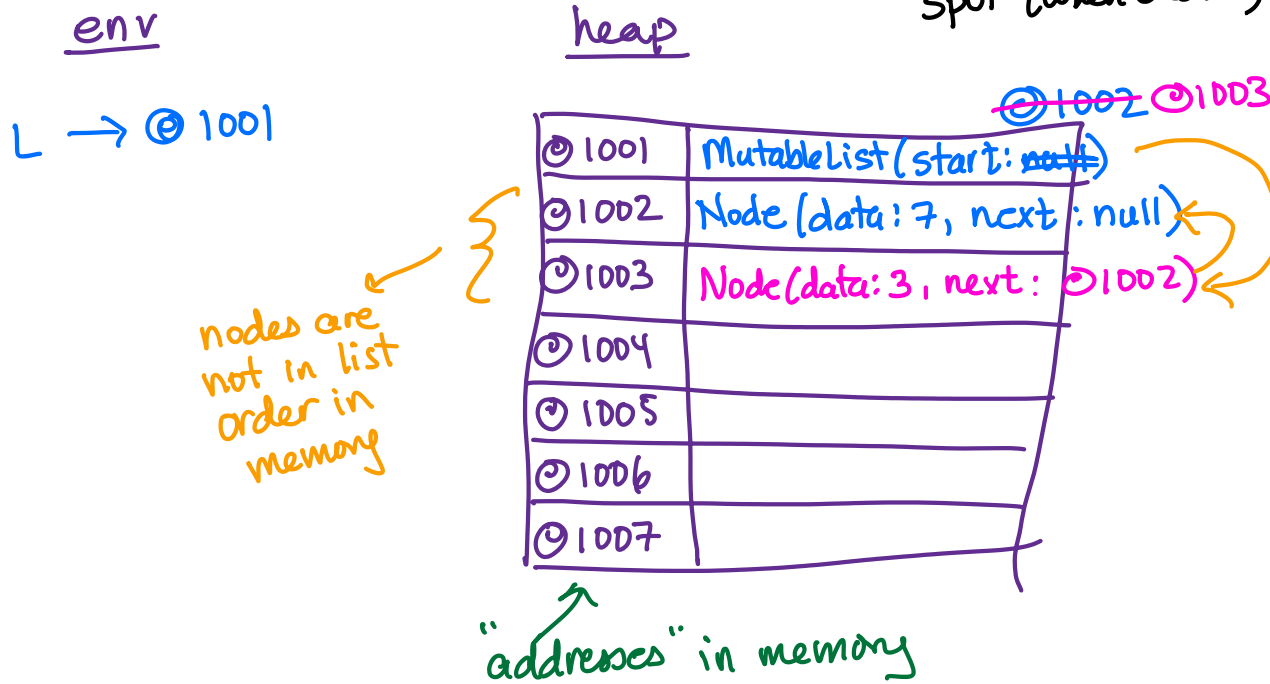 spot
env
heap
L → @ 1001
@1002 @1003
@ 1001 MutableList(start: null)
@1002 Node(data: 7, next: null)
@1003 Node(data: 3, next: @1002)
@ 1004
@ 1005
@ 1006
@ 1007
nodes are
not in list
order in
memory
"addresses" in memory